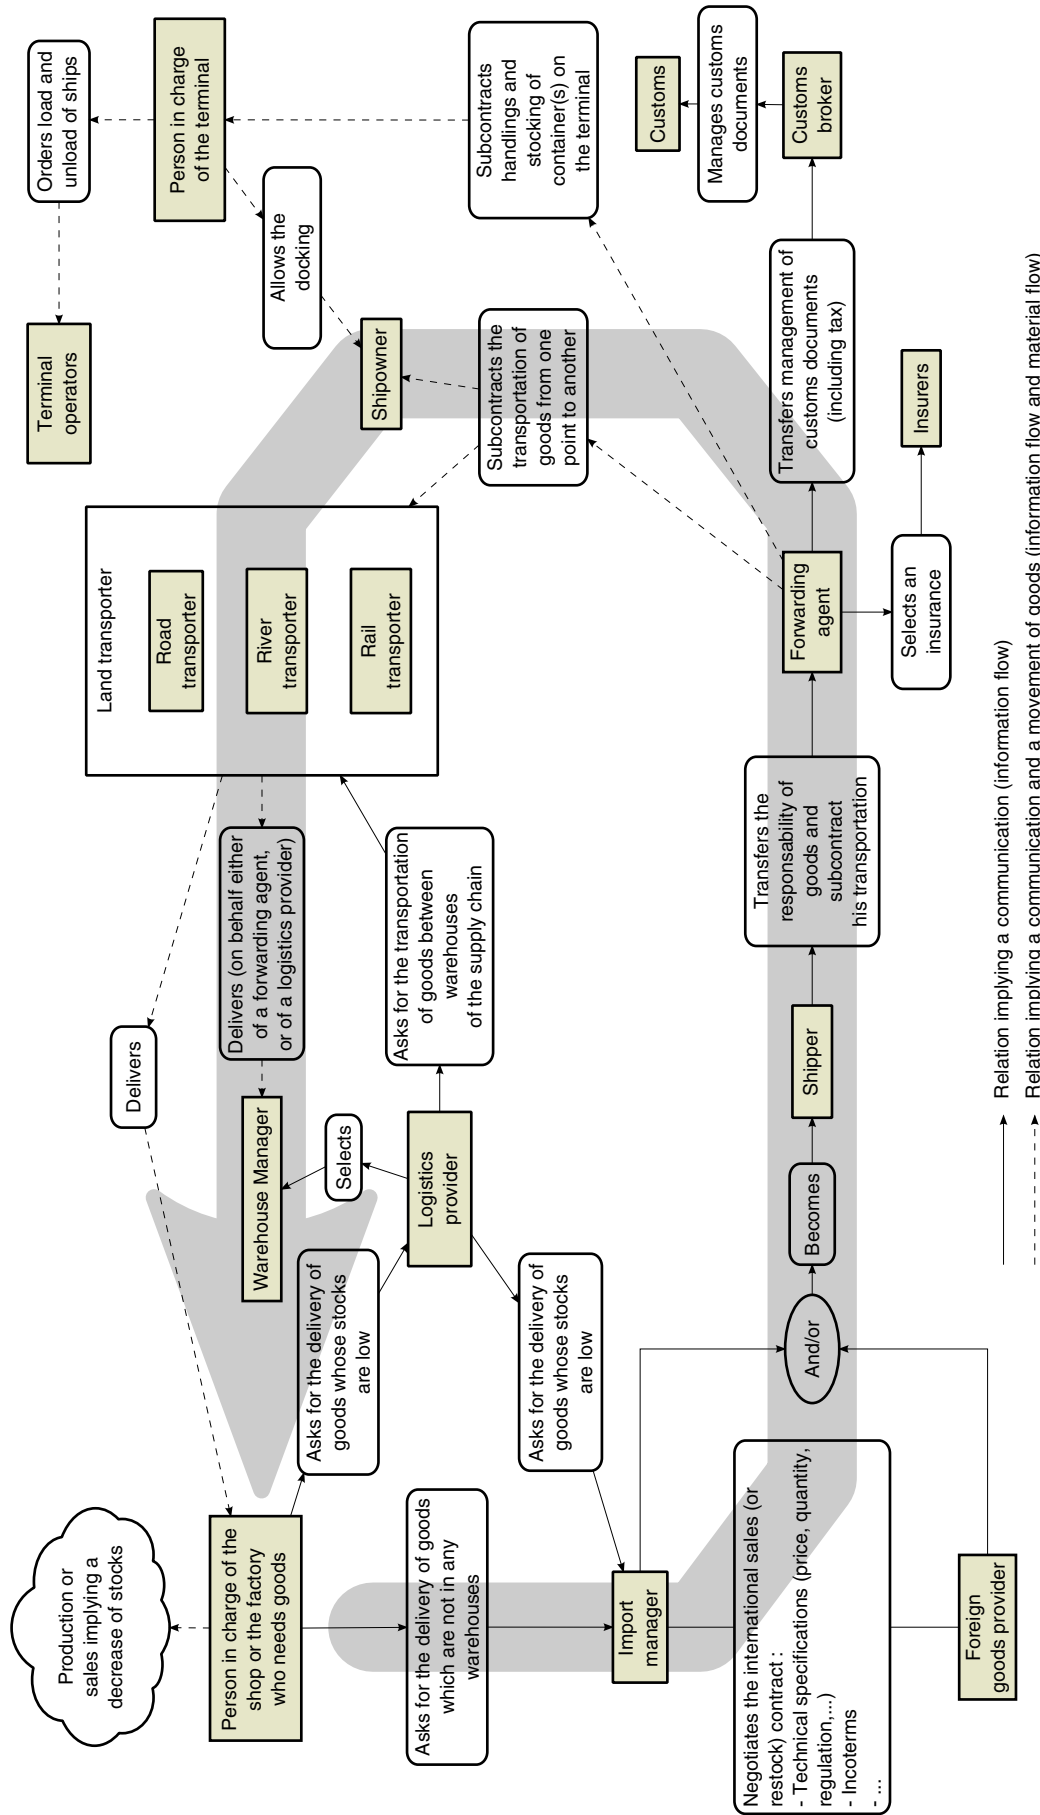 Production or
sales implying a
decrease of stocks
Person in charge of the
shop or the factory
who needs goods
Asks for the delivery of goods
which are not in any
warehouses
Import
manager
Negotiates the international sales (or
restock) contract :
- Technical specifications (price, quantity,
regulation,...)
- Incoterms
- ...
Foreign
goods provider
Asks for the delivery of
goods whose stocks
are low
Asks for the delivery of
goods whose stocks
are low
And/or
Becomes
Shipper
Warehouse Manager
Selects
Logistics
provider
Delivers
Delivers (on behalf either
of a forwarding agent,
or of a logistics provider)
Asks for the transportation
of goods between
warehouses
of the supply chain
Transfers the
responsability of
goods and
subcontract
his transportation
Land transporter
Road
transporter
River
transporter
Rail
transporter
Forwarding
agent
Selects an
insurance
Insurers
Terminal
operators
Shipowner
Subcontracts the
transportation of
goods from one
point to another
Transfers management of
customs documents
(including tax)
Orders load and
unload of ships
Person in charge
of the terminal
Allows the
docking
Subcontracts
handlings and
stocking of
container(s) on
the terminal
Customs
Manages customs
documents
Customs
broker
Relation implying a communication (information flow)
Relation implying a communication and a movement of goods (information flow and material flow)